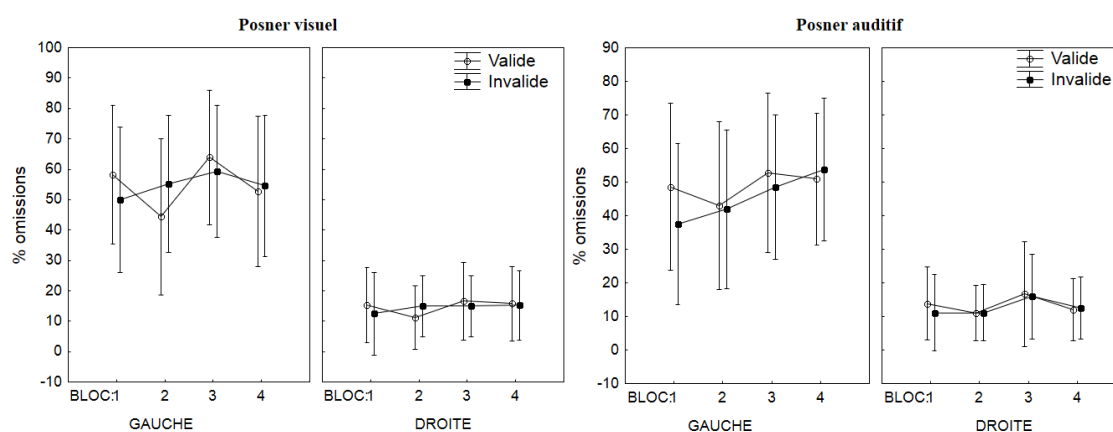 Posner visuel
Posner auditif
% omissions
100
90
80
70
60
50
40
30
20
10
0
-10
Valide
Invalide
BLOC:1 2 3 4
GAUCHE
1 2 3 4
DROITE
% omissions
90
80
70
60
50
40
30
20
10
0
-10
Valide
Invalide
BLOC:1 2 3 4
GAUCHE
1 2 3 4
DROITE